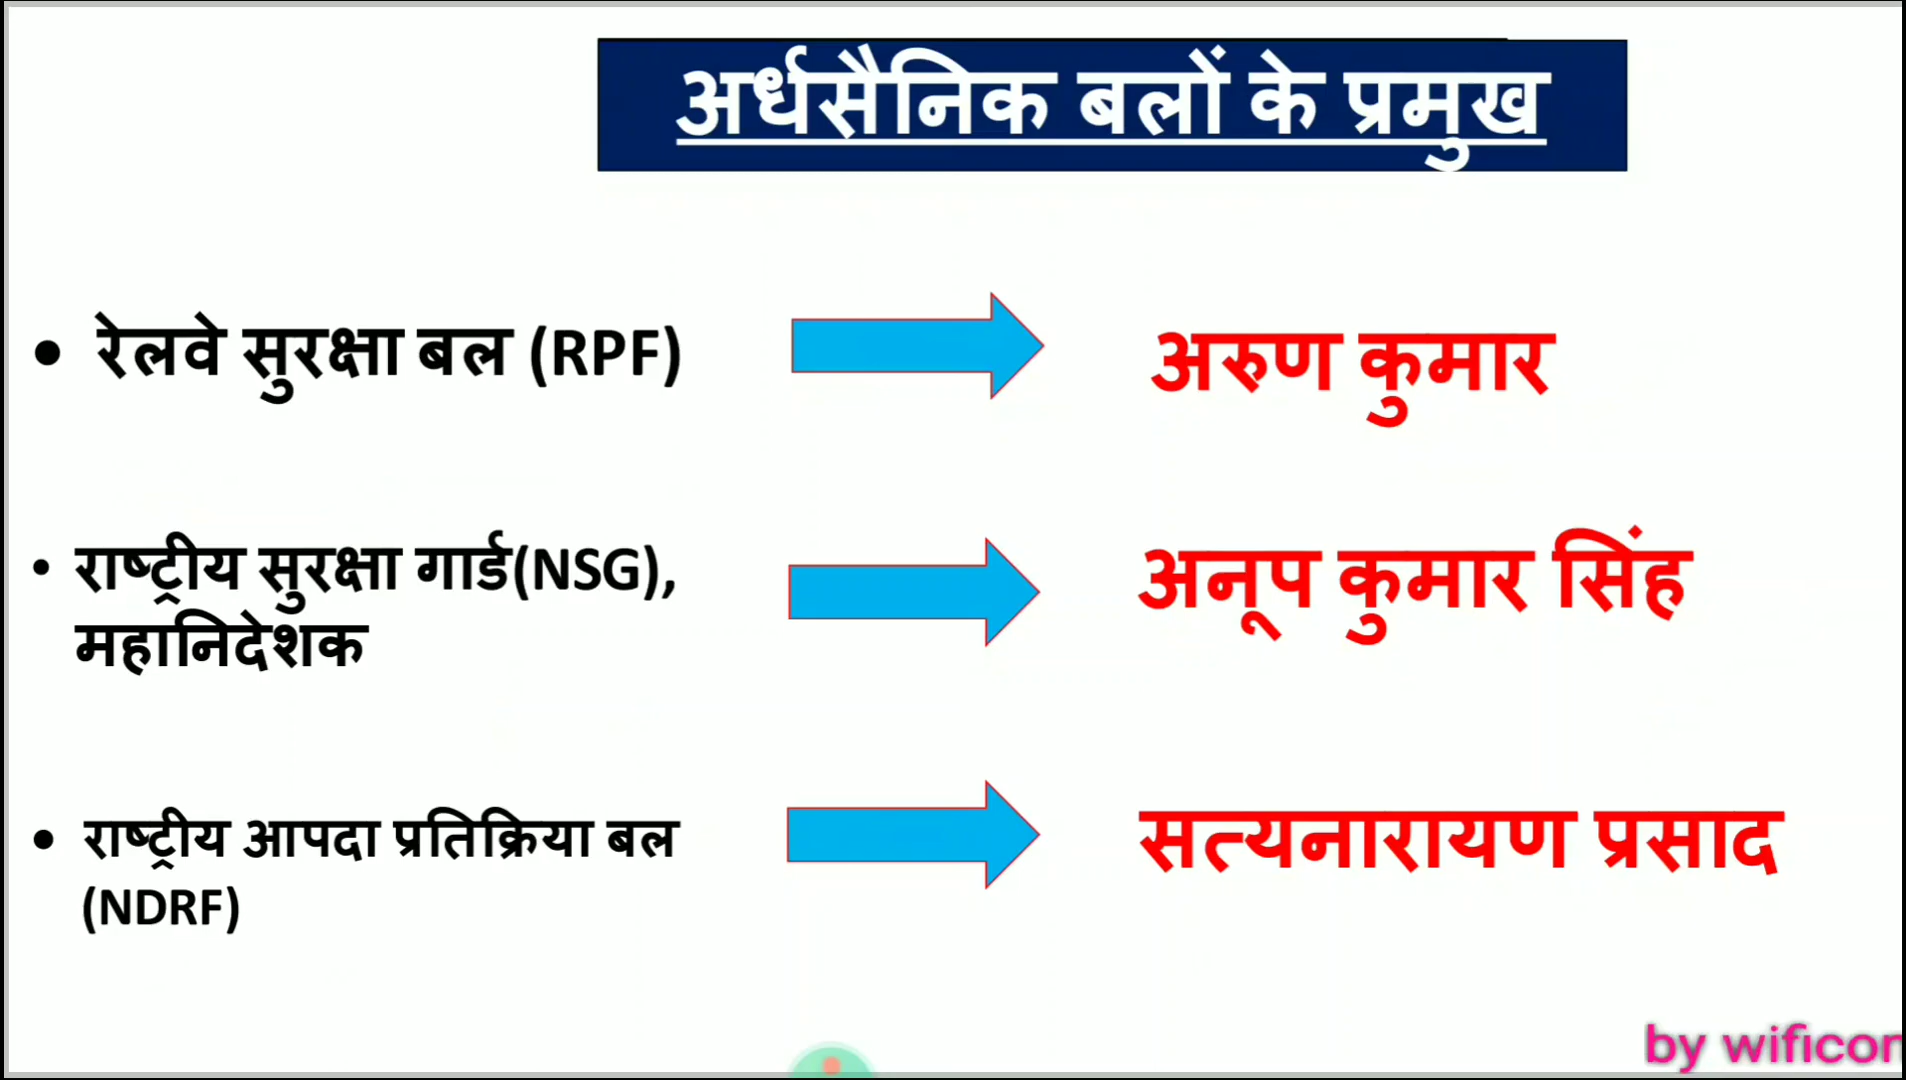 अर्धसैनिक बलों के प्रमुख
• रेलवे सुरक्षा बल (RPF)
अरुण कुमार
• राष्ट्रीय सुरक्षा गार्ड(NSG),
महानिदेशक
अनूप कुमार सिंह
• राष्ट्रीय आपदा प्रतिक्रिया बल
(NDRF)
सत्यनारायण प्रसाद
by wificon